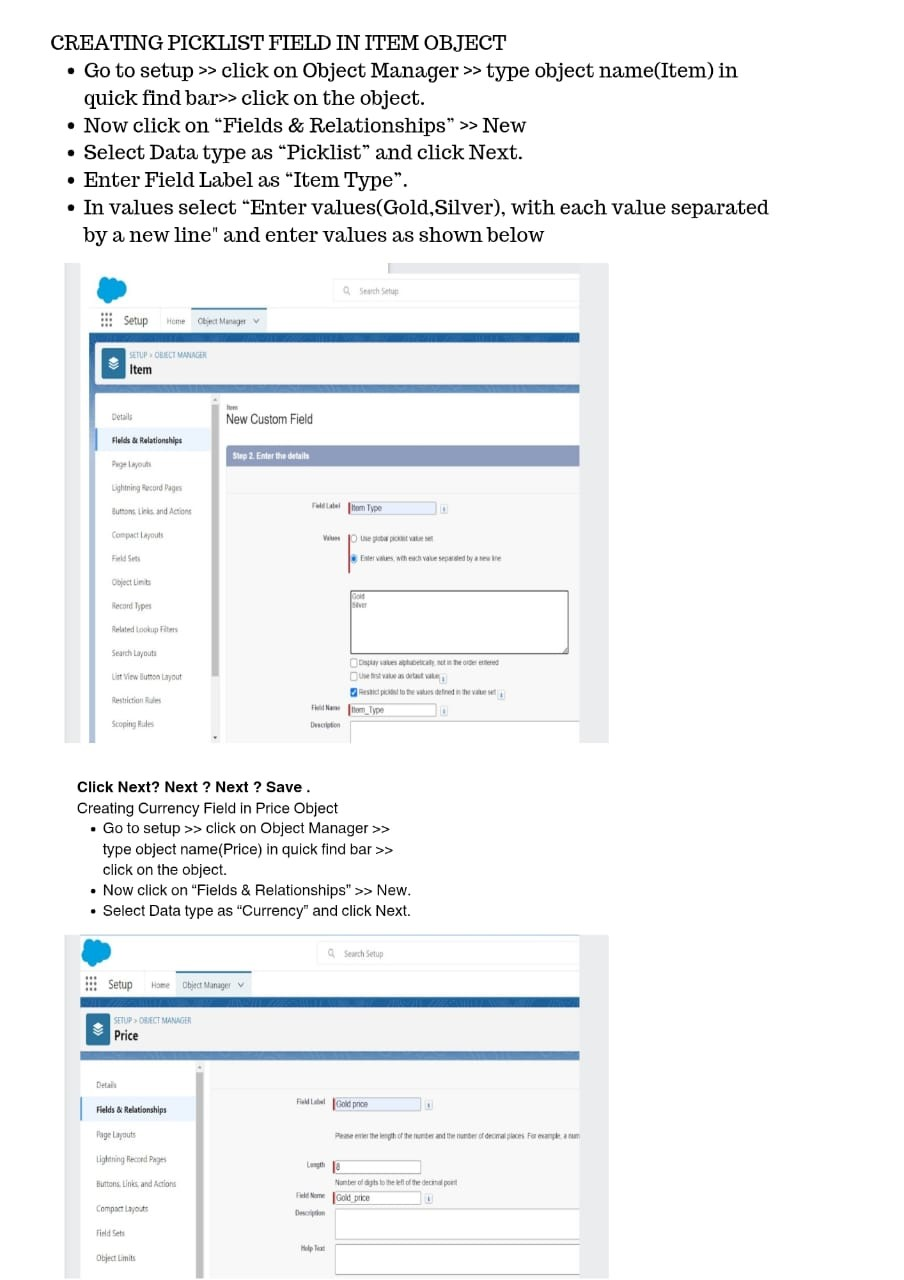 CREATING PICKLIST FIELD IN ITEM OBJECT
• Go to setup >> click on Object Manager >> type object name(Item) in
quick find bar>> click on the object.
• Now click on “Fields & Relationships” >> New
• Select Data type as “Picklist” and click Next.
• Enter Field Label as “Item Type”.
• In values select “Enter values(Gold,Silver), with each value separated
by a new line" and enter values as shown below
Search Setup
Setup Home Object Manager
SETUP > OBJECT MANAGER
Item
Details
Fields & Relationships
Page Layouts
Lightning Record Pages
Buttons, Links, and Actions
Compact Layouts
Field Sets
Object Limits
Record Types
Related Lookup Filters
Search Layouts
List View Button Layout
Restriction Rules
Scoping Rules
Item
New Custom Field
Step 2. Enter the details
Field Label Item Type i
Values Use global picklist value set
Enter values, with each value separated by a new line
Gold
Silver
Display values alphabetically, not in the order entered
Use first value as default value i
Restrict picklist to the values defined in the value set i
Field Name Item_Type i
Description
Click Next? Next ? Next ? Save .
Creating Currency Field in Price Object
• Go to setup >> click on Object Manager >>
type object name(Price) in quick find bar >>
click on the object.
• Now click on “Fields & Relationships” >> New.
• Select Data type as “Currency” and click Next.
Search Setup
Setup Home Object Manager
SETUP > OBJECT MANAGER
Price
Details
Fields & Relationships
Page Layouts
Lightning Record Pages
Buttons, Links, and Actions
Compact Layouts
Field Sets
Object Limits
Field Label Gold price i
Please enter the length of the number and the number of decimal places. For example, a num
Length 8
Number of digits to the left of the decimal point
Field Name Gold_price i
Description
Help Text